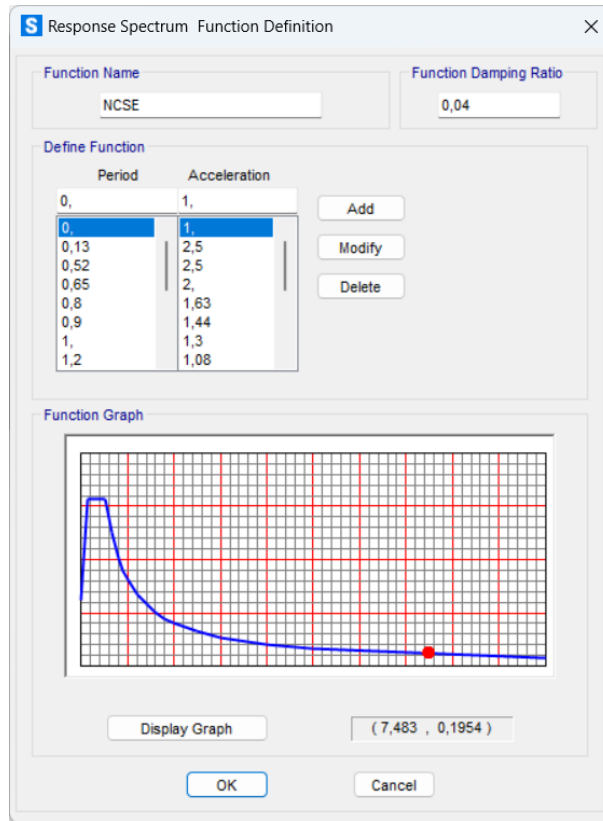 S Response Spectrum Function Definition
Function Name
Function Damping Ratio
NCSE
0,04
Define Function
Period Acceleration
0, 1,
Add
0, 1,
0,13 2,5
Modify
0,52 2,5
0,65 2,
Delete
0,8 1,63
0,9 1,44
1, 1,3
1,2 1,08
Function Graph
Display Graph
( 7,483 , 0,1954 )
OK
Cancel